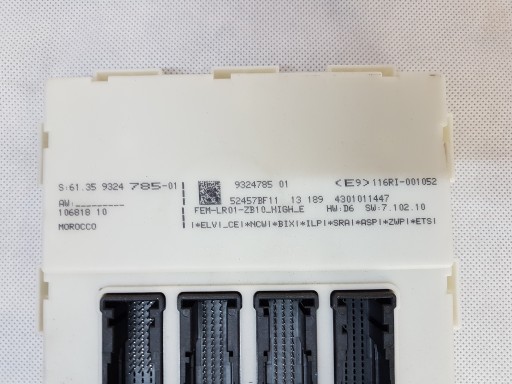 S:61.35 9324 785-01
AW:_________
106818 10
MOROCCO
9324785 01
<E9>116RI-001052
52457BF11 13 189 4301011447
FEM-LR01-ZB10_HIGH_E HW:D6 SW:7.102.10
|*ELV|_CE|*NCW|*BIX|*ILP|*SRA|*ASP|*ZWP|*ETS|